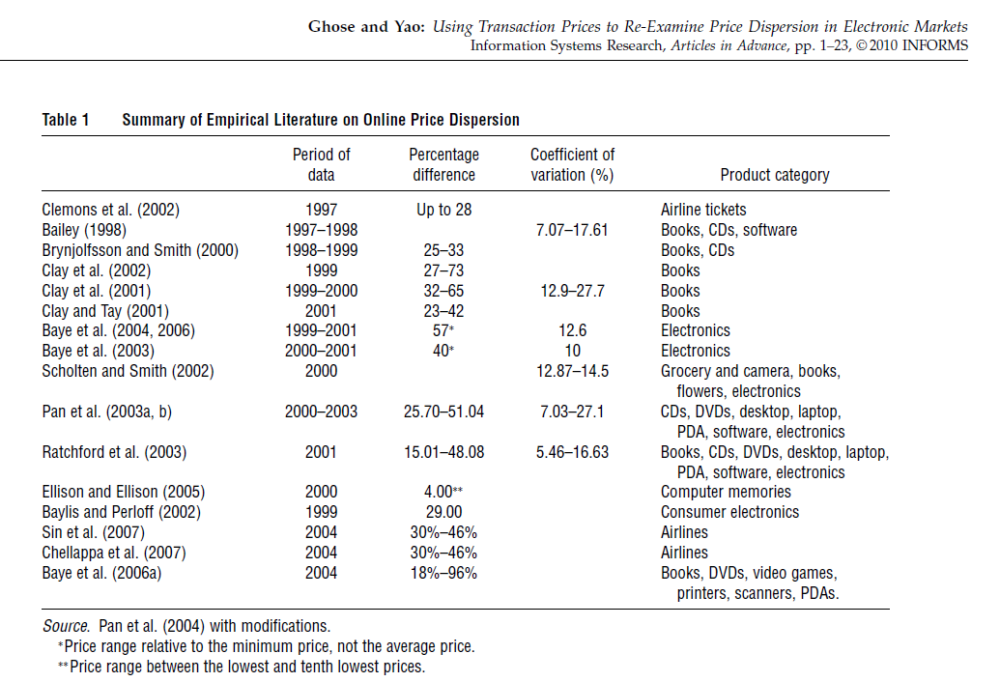 Ghose and Yao: Using Transaction Prices to Re-Examine Price Dispersion in Electronic Markets
Information Systems Research, Articles in Advance, pp. 1–23, © 2010 INFORMS
Table 1 Summary of Empirical Literature on Online Price Dispersion
Period of Percentage Coefficient of
data difference variation (%) Product category
Clemons et al. (2002) 1997 Up to 28 Airline tickets
Bailey (1998) 1997–1998 7.07–17.61 Books, CDs, software
Brynjolfsson and Smith (2000) 1998–1999 25–33 Books, CDs
Clay et al. (2002) 1999 27–73 Books
Clay et al. (2001) 1999–2000 32–65 12.9–27.7 Books
Clay and Tay (2001) 2001 23–42 Books
Baye et al. (2004, 2006) 1999–2001 57* 12.6 Electronics
Baye et al. (2003) 2000–2001 40* 10 Electronics
Scholten and Smith (2002) 2000 12.87–14.5 Grocery and camera, books,
flowers, electronics
Pan et al. (2003a, b) 2000–2003 25.70–51.04 7.03–27.1 CDs, DVDs, desktop, laptop,
PDA, software, electronics
Ratchford et al. (2003) 2001 15.01–48.08 5.46–16.63 Books, CDs, DVDs, desktop, laptop,
PDA, software, electronics
Ellison and Ellison (2005) 2000 4.00** Computer memories
Baylis and Perloff (2002) 1999 29.00 Consumer electronics
Sin et al. (2007) 2004 30%–46% Airlines
Chellappa et al. (2007) 2004 30%–46% Airlines
Baye et al. (2006a) 2004 18%–96% Books, DVDs, video games,
printers, scanners, PDAs.
Source. Pan et al. (2004) with modifications.
*Price range relative to the minimum price, not the average price.
**Price range between the lowest and tenth lowest prices.